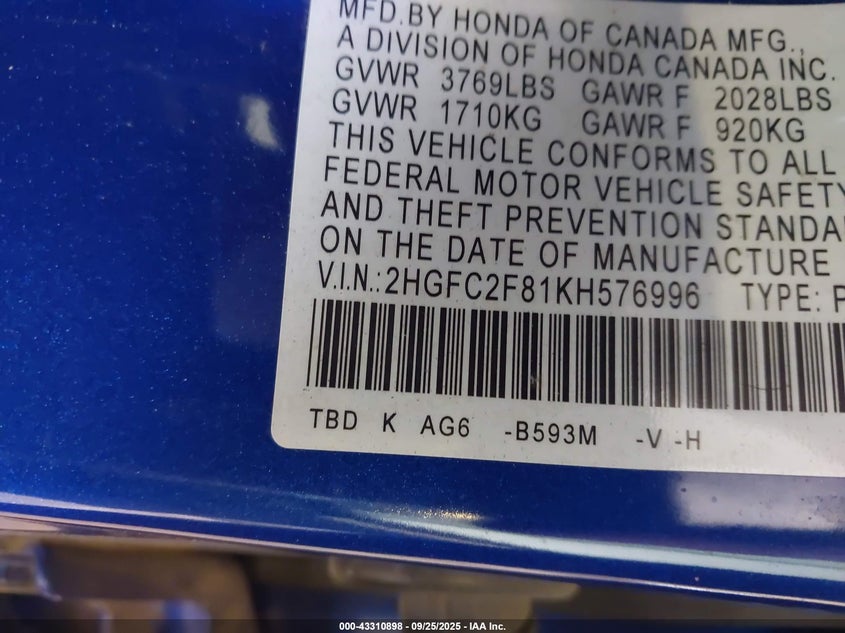 MFD.BY HONDA OF CANADA MFG.,
A DIVISION OF HONDA CANADA INC.
GVWR 3769LBS GAWR F 2028LBS
GVWR 1710KG GAWR F 920KG
THIS VEHICLE CONFORMS TO ALL
FEDERAL MOTOR VEHICLE SAFETY
AND THEFT PREVENTION STANDA
ON THE DATE OF MANUFACTURE
V.I.N.:2HGFC2F81KH576996 TYPE: P
TBD K AG6 -B593M -V -H
000-43310898 - 09/25/2025 - IAA Inc.